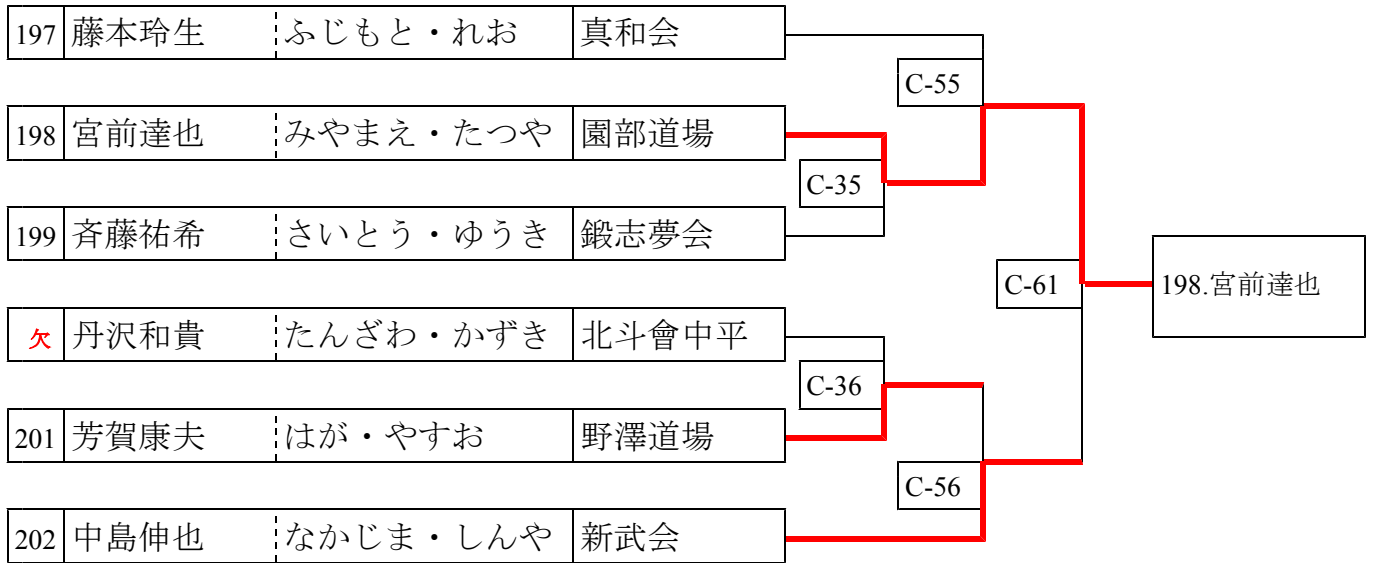 197 藤本玲生 ふじもと・れお 真和会
C-55
198 宮前達也 みやまえ・たつや 園部道場
C-35
199 斉藤祐希 さいとう・ゆうき 鍛志夢会
C-61 198.宮前達也
欠 丹沢和貴 たんざわ・かずき 北斗會中平
C-36
201 芳賀康夫 はが・やすお 野澤道場
C-56
202 中島伸也 なかじま・しんや 新武会